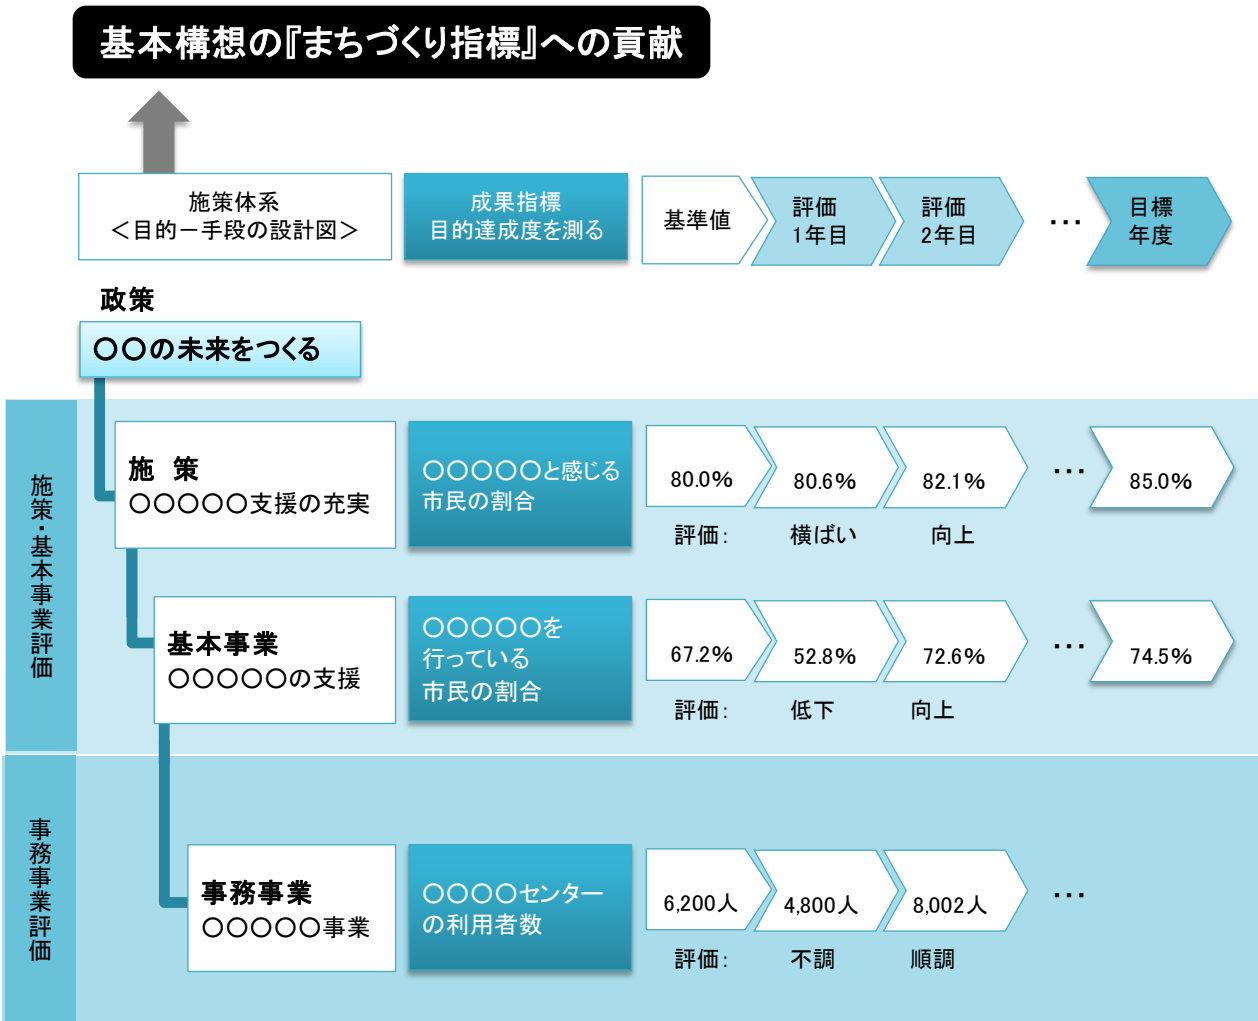 基本構想の『まちづくり指標』への貢献
施策体系
＜目的－手段の設計図＞
成果指標
目的達成度を測る
基準値
評価
1年目
評価
2年目
…
目標
年度
政策
〇〇の未来をつくる
施策・基本事業評価
施　策
〇〇〇〇〇支援の充実
〇〇〇〇〇と感じる
市民の割合
80.0%
80.6%
82.1%
…
85.0%
評価：
横ばい
向上
基本事業
〇〇〇〇〇の支援
〇〇〇〇〇を
行っている
市民の割合
67.2%
52.8%
72.6%
…
74.5%
評価：
低下
向上
事務事業評価
事務事業
〇〇〇〇〇事業
〇〇〇〇センター
の利用者数
6,200人
4,800人
8,002人
…
評価：
不調
順調